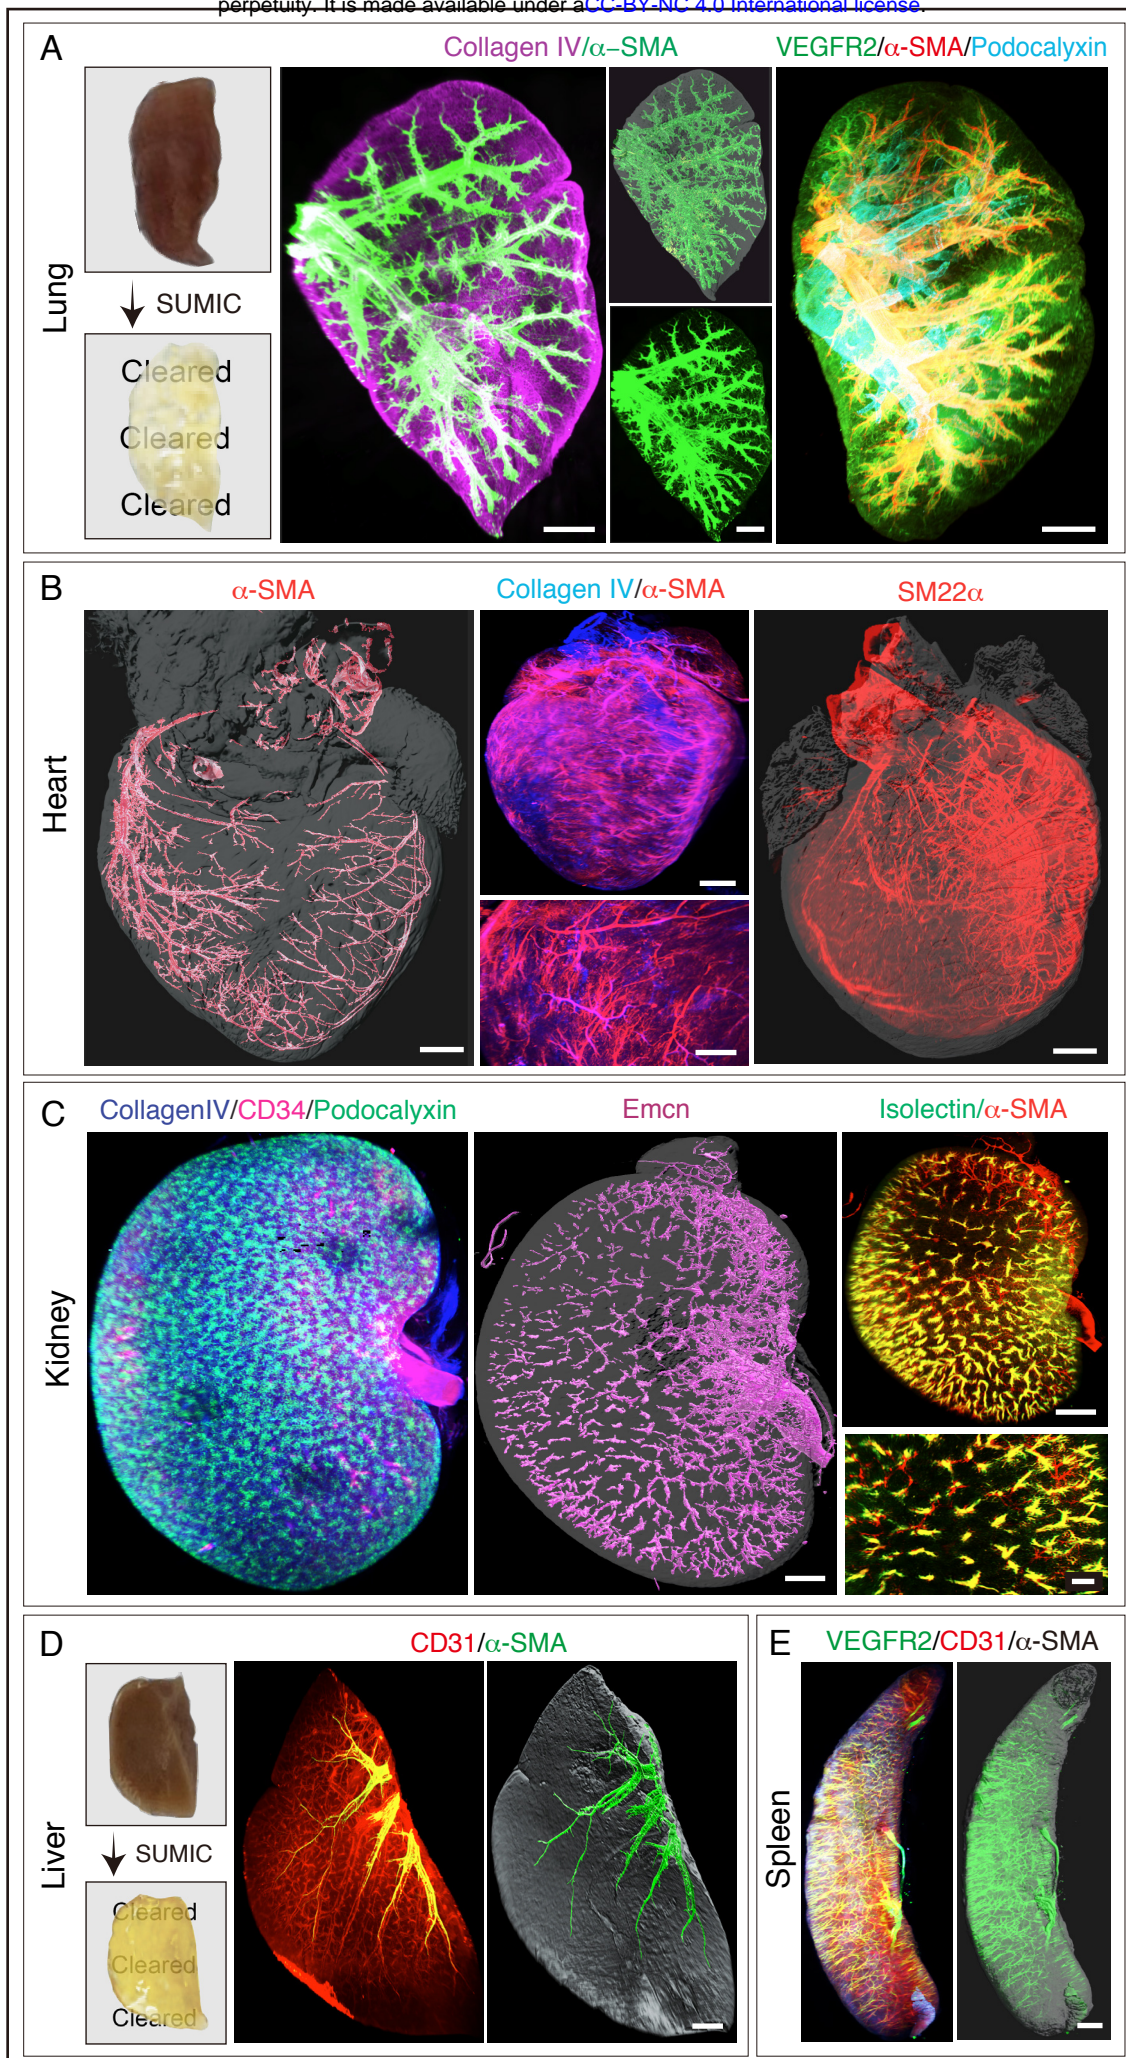 perpetuity. It is made available under aCC-BY-NC 4.0 International license.
A
Collagen IV/α–SMA
VEGFR2/α-SMA/Podocalyxin
Lung
SUMIC
Cleared
Cleared
Cleared
B
α-SMA
Collagen IV/α-SMA
SM22α
Heart
C
CollagenIV/CD34/Podocalyxin
Emcn
Isolectin/α-SMA
Kidney
D
CD31/α-SMA
Liver
SUMIC
Cleared
Cleared
Cleared
E
VEGFR2/CD31/α-SMA
Spleen